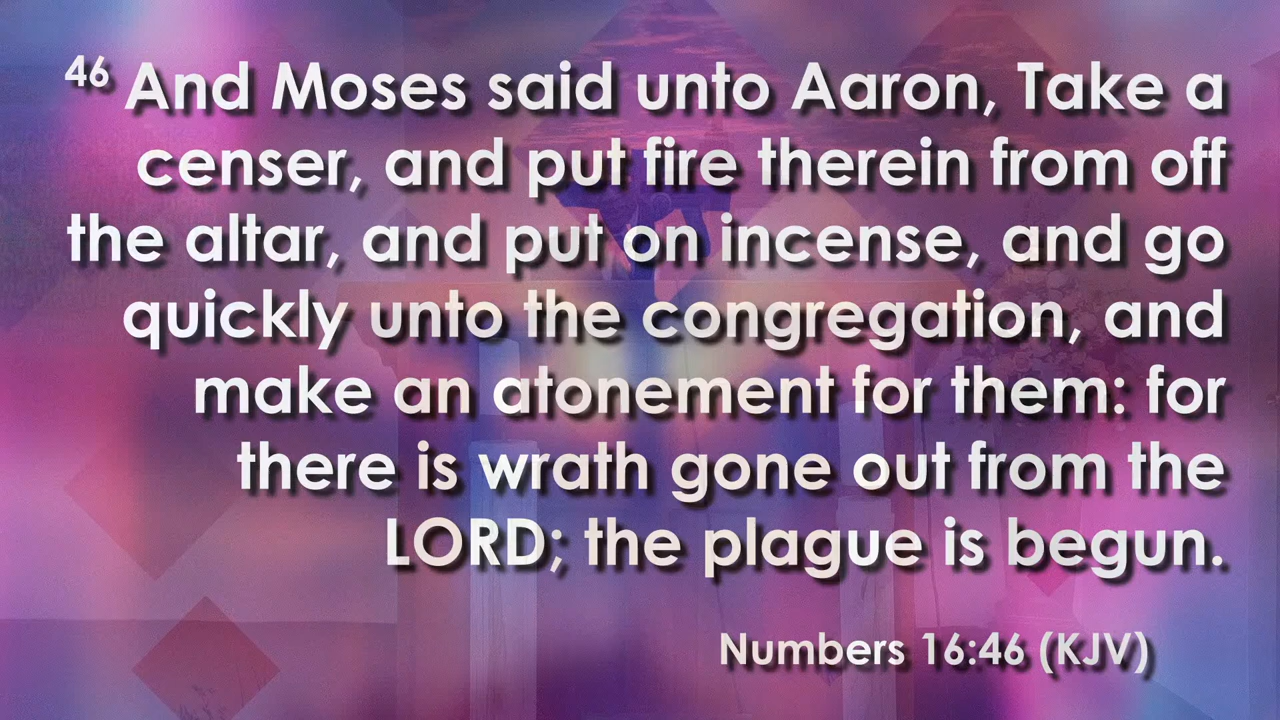 46 And Moses said unto Aaron, Take a
censer, and put fire therein from off
the altar, and put on incense, and go
quickly unto the congregation, and
make an atonement for them: for
there is wrath gone out from the
LORD; the plague is begun.
Numbers 16:46 (KJV)